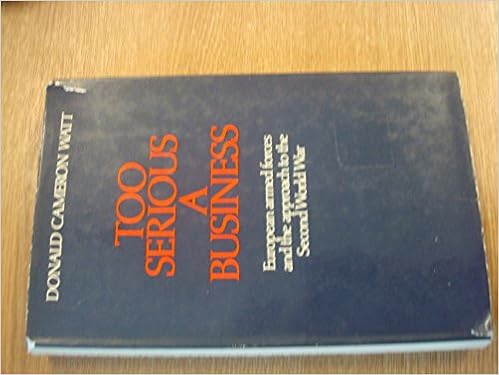 DONALD CAMERON WATT
TOO
SERIOUS
A
BUSINESS
European armed forces
and the approach to the
Second World War